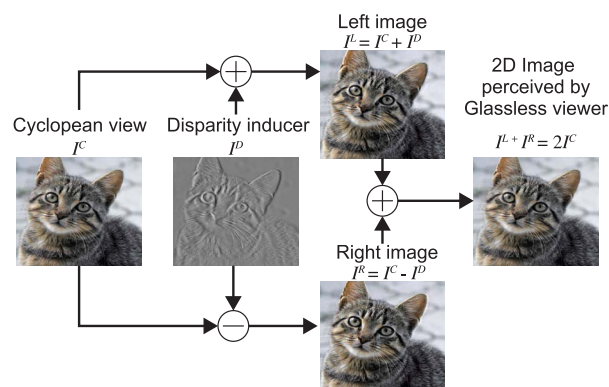 Left image
I^L = I^C + I^D
2D Image
perceived by
Glassless viewer
I^{L +} I^R = 2I^C
Cyclopean view
I^C
Disparity inducer
I^D
+
+
−
Right image
I^R = I^C - I^D